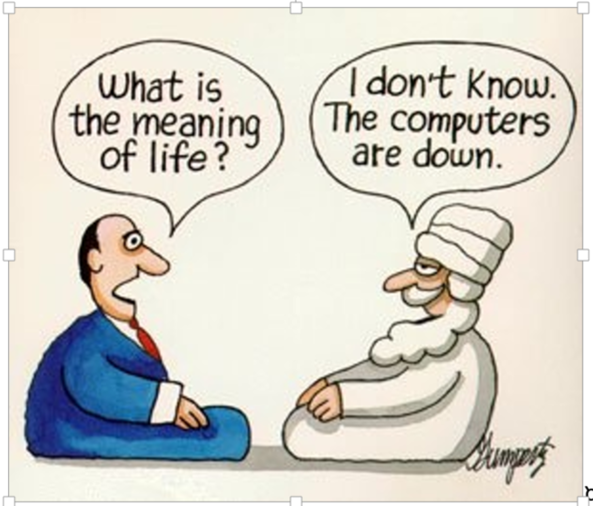 What is
the meaning
of life?
I don't know.
The computers
are down.